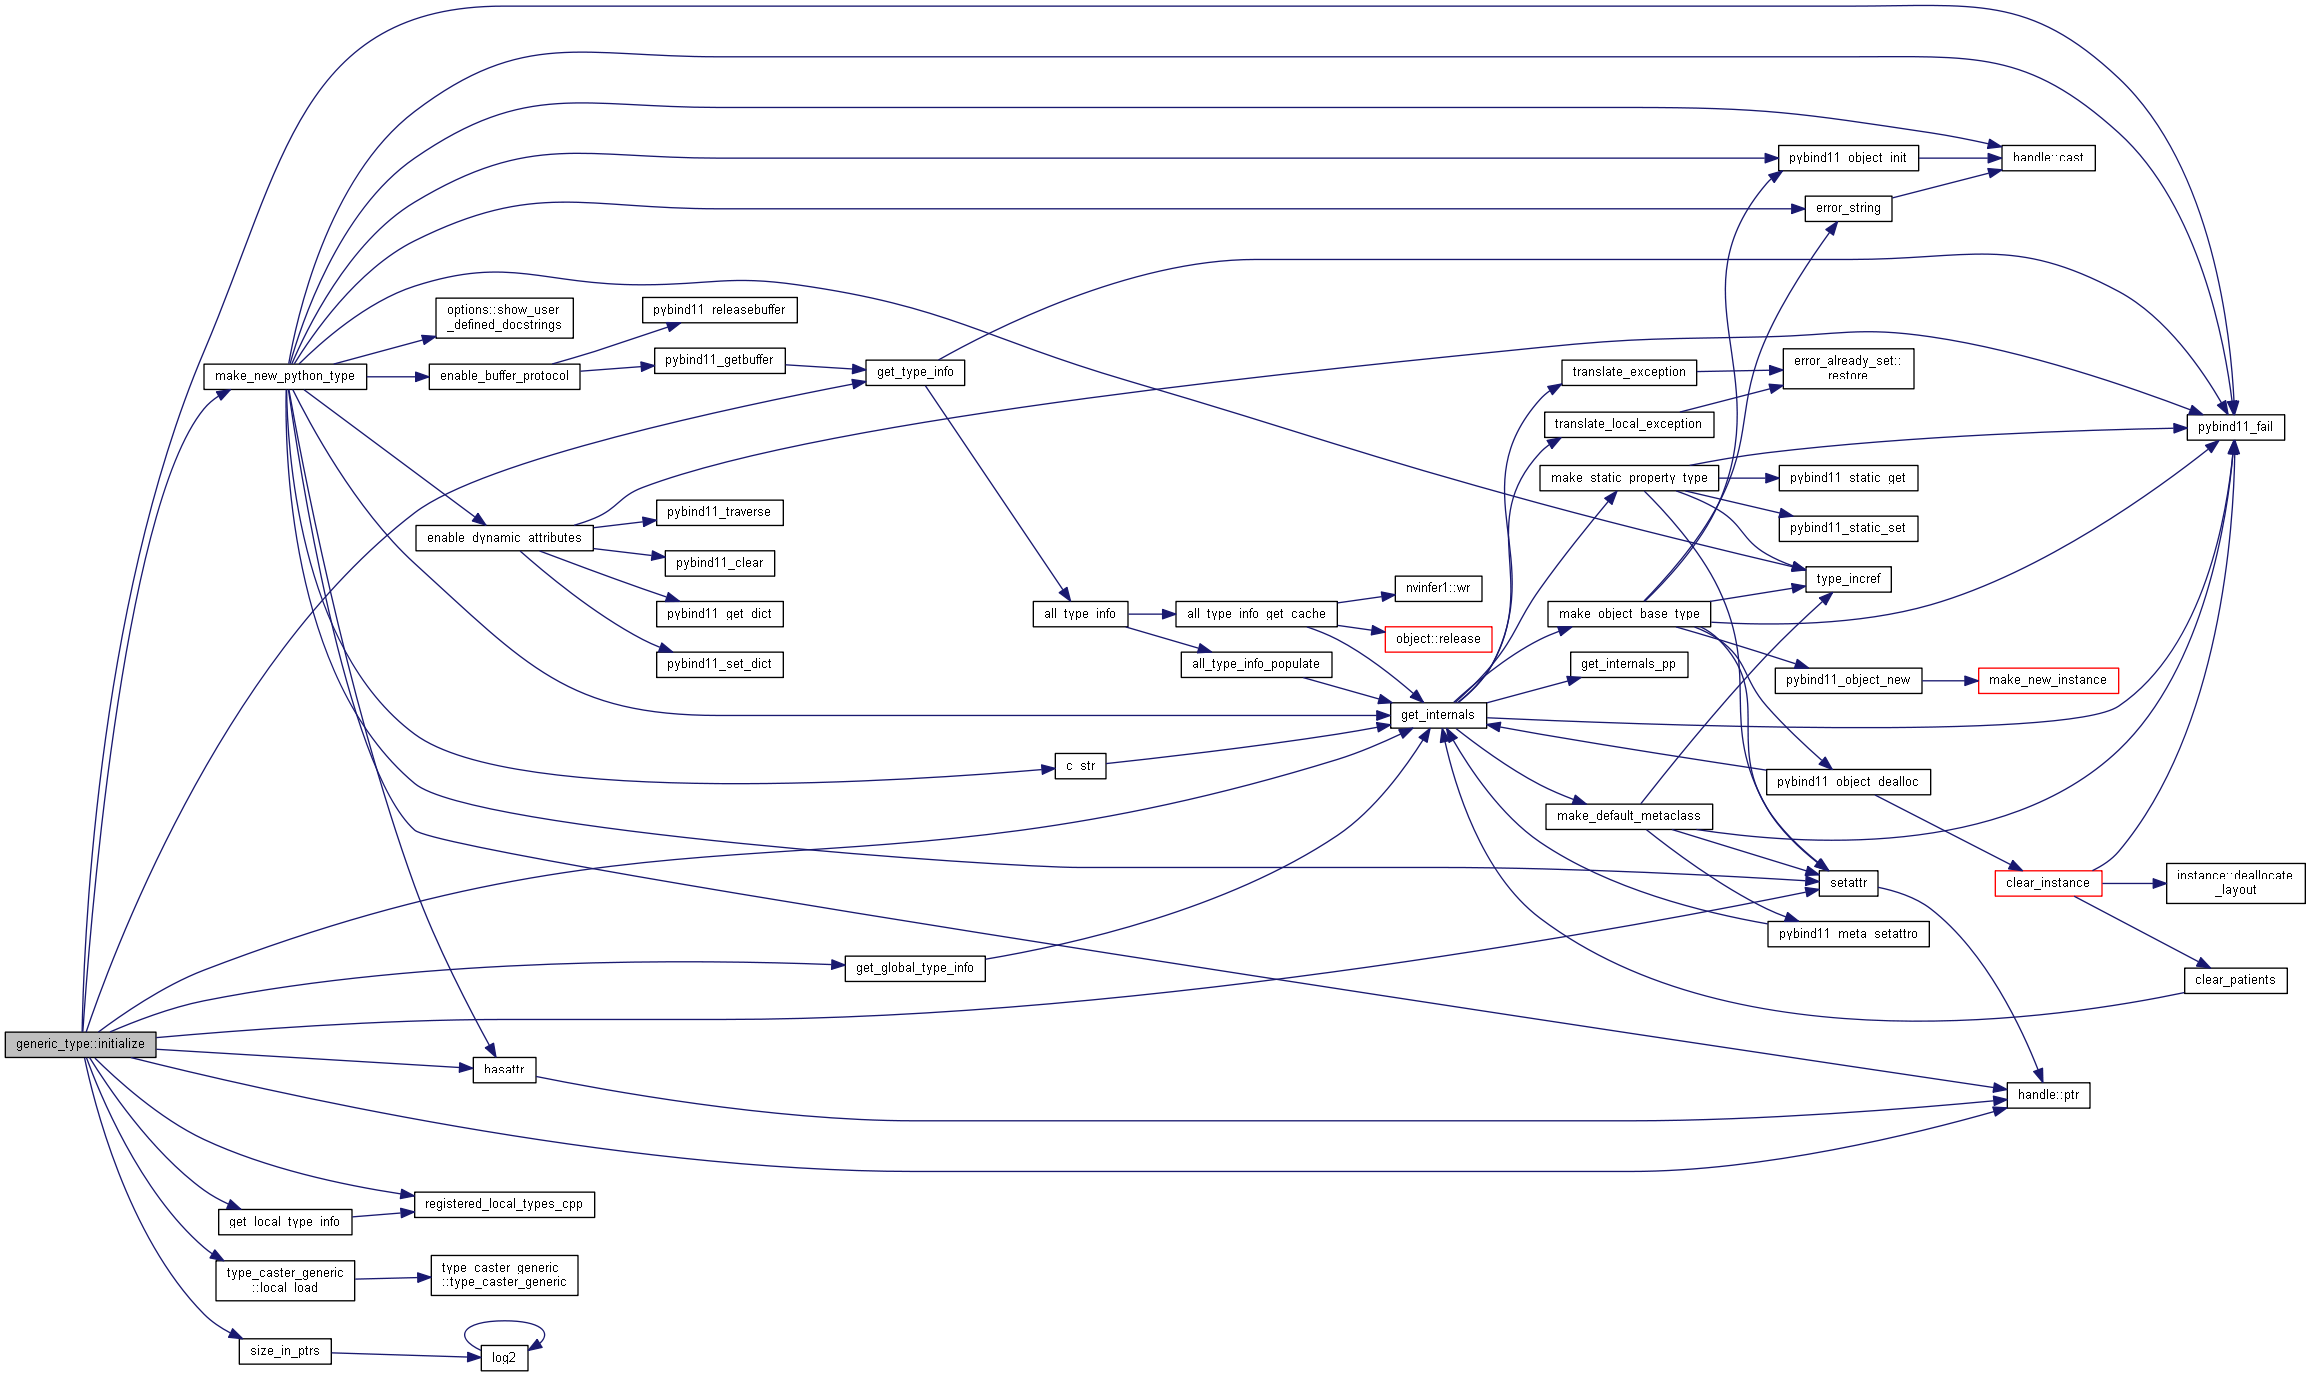 pybind11_object_init
handle::cast
error_string
options::show_user
_defined_docstrings
pybind11_releasebuffer
make_new_python_type
enable_buffer_protocol
pybind11_getbuffer
get_type_info
translate_exception
error_already_set::
restore
translate_local_exception
pybind11_fail
make_static_property_type
pybind11_static_get
pybind11_static_set
enable_dynamic_attributes
pybind11_traverse
pybind11_clear
pybind11_get_dict
pybind11_set_dict
all_type_info
all_type_info_get_cache
nvinfer1::wr
object::release
all_type_info_populate
type_incref
make_object_base_type
get_internals_pp
pybind11_object_new
make_new_instance
get_internals
c_str
pybind11_object_dealloc
make_default_metaclass
setattr
clear_instance
instance::deallocate
_layout
pybind11_meta_setattro
get_global_type_info
clear_patients
generic_type::initialize
hasattr
handle::ptr
registered_local_types_cpp
get_local_type_info
type_caster_generic
::local_load
type_caster_generic
::type_caster_generic
size_in_ptrs
log2